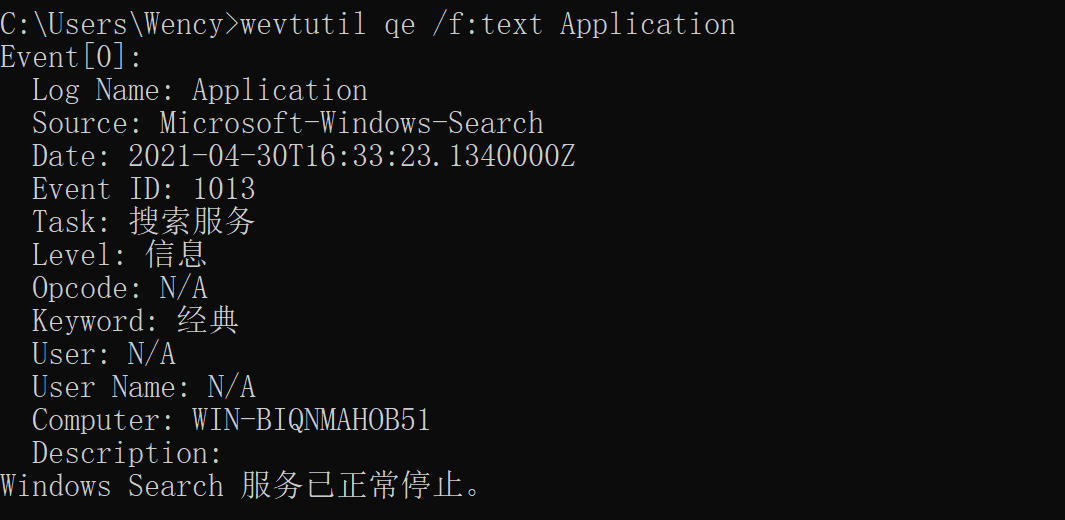 C:\Users\Wency>wevtutil qe /f:text Application
Event[0]:
  Log Name: Application
  Source: Microsoft-Windows-Search
  Date: 2021-04-30T16:33:23.1340000Z
  Event ID: 1013
  Task: 搜索服务
  Level: 信息
  Opcode: N/A
  Keyword: 经典
  User: N/A
  User Name: N/A
  Computer: WIN-BIQNMAHOB51
  Description:
Windows Search 服务已正常停止。